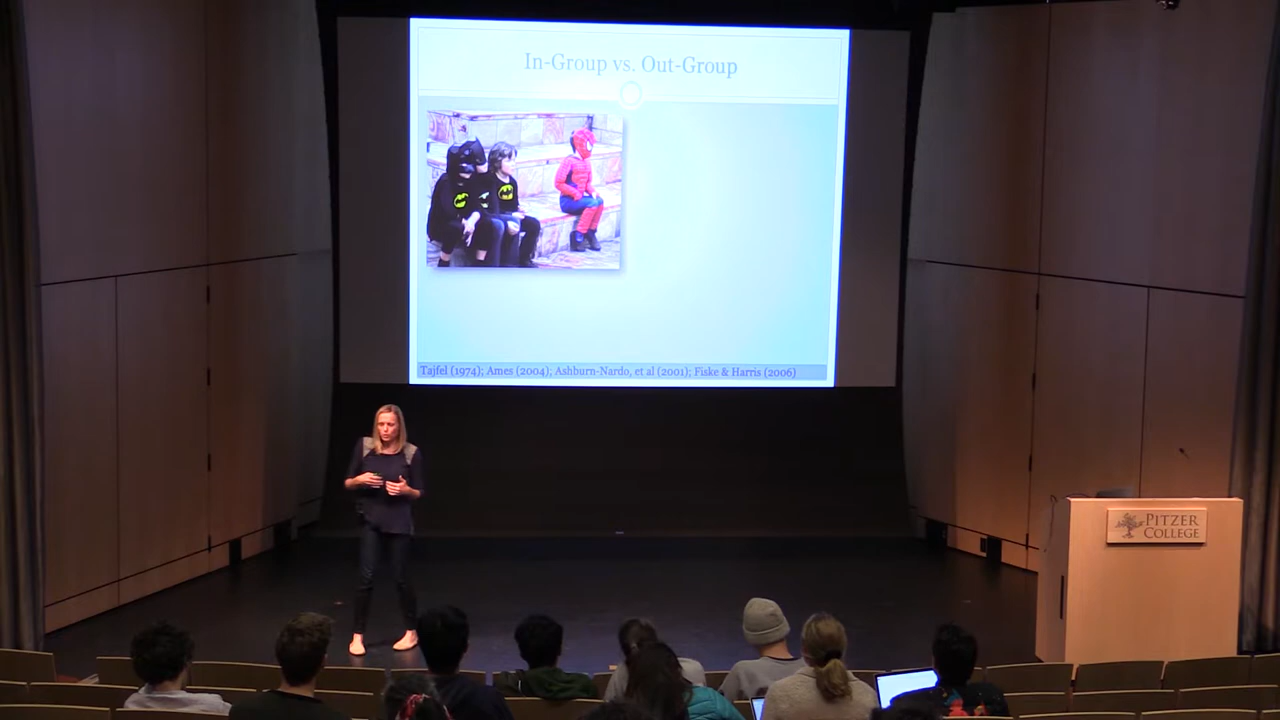 In-Group vs. Out-Group
Tajfel (1974); Ames (2004); Ashburn-Nardo, et al (2001); Fiske & Harris (2006)
PITZER
COLLEGE